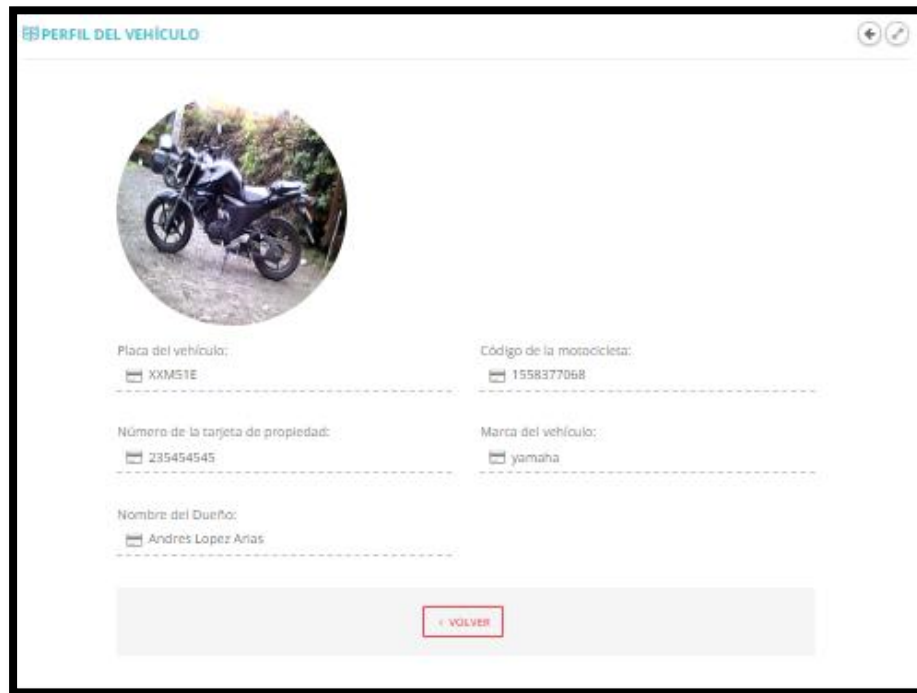 PERFIL DEL VEHÍCULO
Placa del vehículo:
XXM51E
Código de la motocicleta:
1558377068
Número de la tarjeta de propiedad:
235454545
Marca del vehículo:
yamaha
Nombre del Dueño:
Andres Lopez Arias
‹ VOLVER